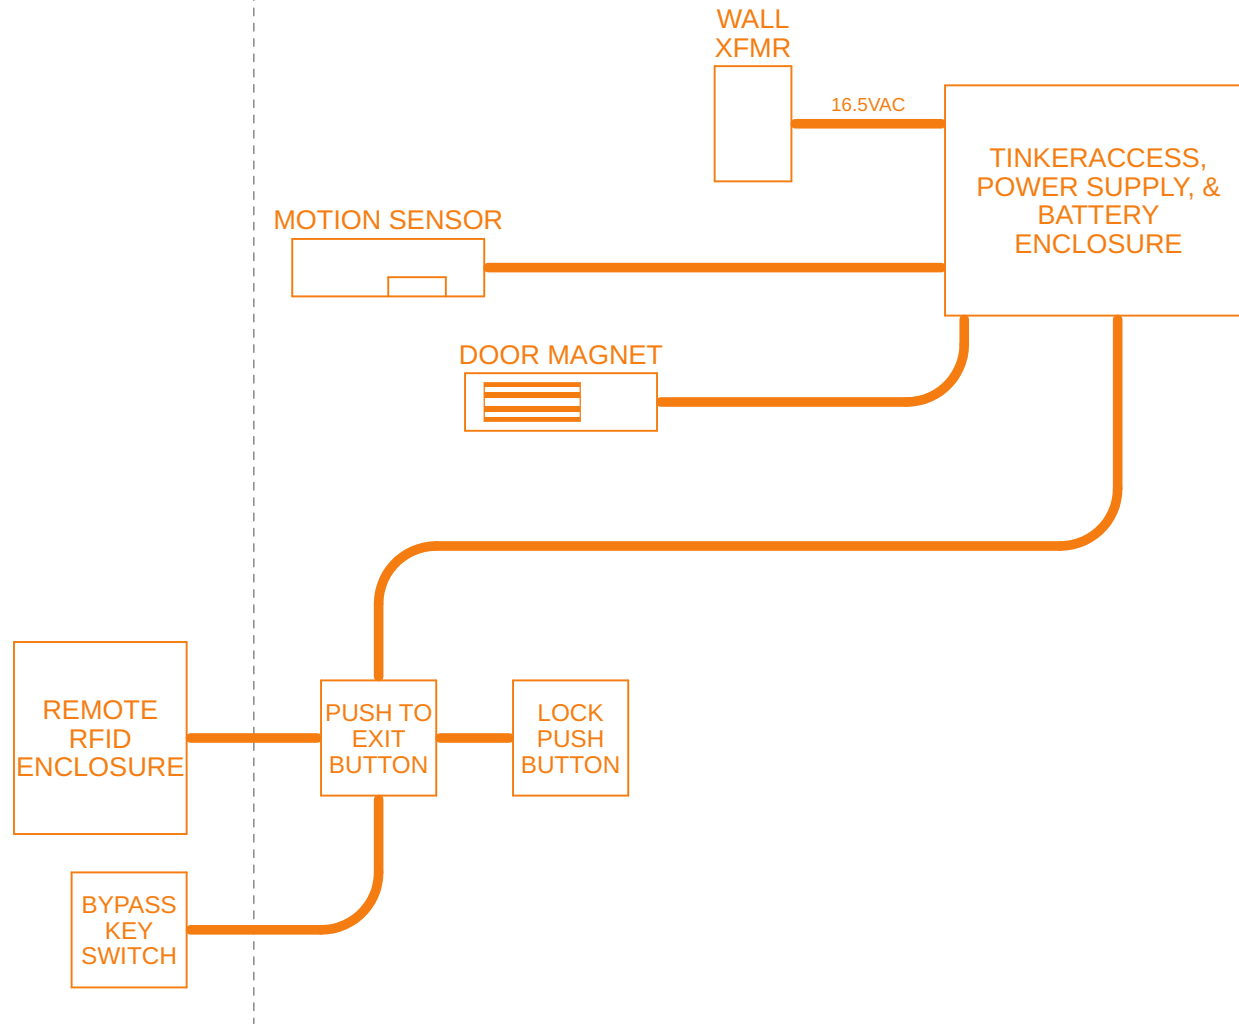 WALL
XFMR
16.5VAC
TINKERACCESS,
POWER SUPPLY, &
BATTERY
ENCLOSURE
MOTION SENSOR
DOOR MAGNET
REMOTE
RFID
ENCLOSURE
PUSH TO
EXIT
BUTTON
LOCK
PUSH
BUTTON
BYPASS
KEY
SWITCH